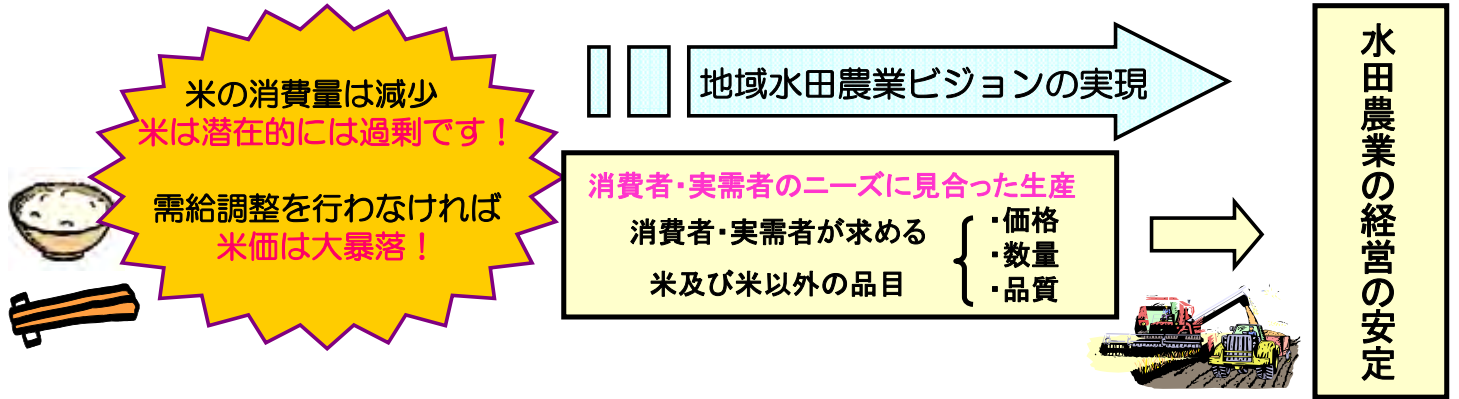 米の消費量は減少
米は潜在的には過剰です！
需給調整を行わなければ
米価は大暴落！
地域水田農業ビジョンの実現
消費者・実需者のニーズに見合った生産
消費者・実需者が求める
米及び米以外の品目
・価格
・数量
・品質
水田農業の経営の安定